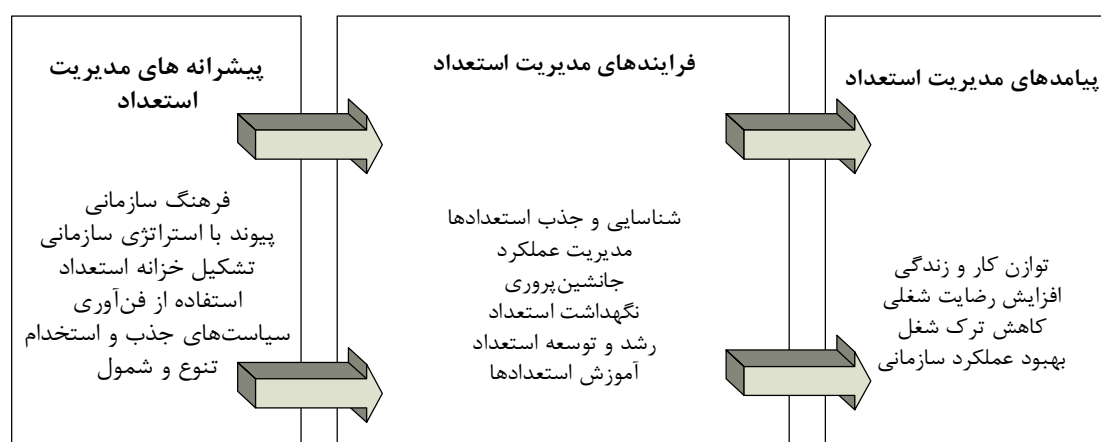 پیشرانه های مدیریت
استعداد
فرهنگ سازمانی
پیوند با استراتژی سازمانی
تشکیل خزانه استعداد
استفاده از فن‌آوری
سیاست‌های جذب و استخدام
تنوع و شمول
فرایندهای مدیریت استعداد
شناسایی و جذب استعدادها
مدیریت عملکرد
جانشین‌پروری
نگهداشت استعداد
رشد و توسعه استعداد
آموزش استعدادها
پیامدهای مدیریت استعداد
توازن کار و زندگی
افزایش رضایت شغلی
کاهش ترک شغل
بهبود عملکرد سازمانی